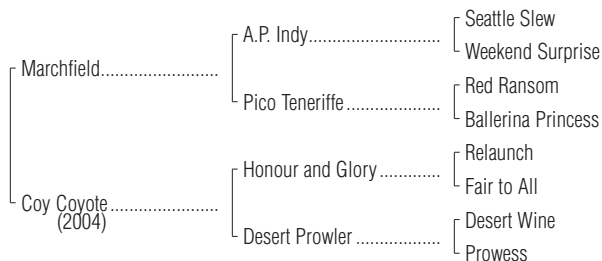 Seattle Slew
A.P. Indy..............................
Weekend Surprise
Marchfield...........................
Red Ransom
Pico Teneriffe.....................
Ballerina Princess
Relaunch
Honour and Glory..............
Fair to All
Coy Coyote.........................
(2004)
Desert Wine
Desert Prowler...................
Prowess